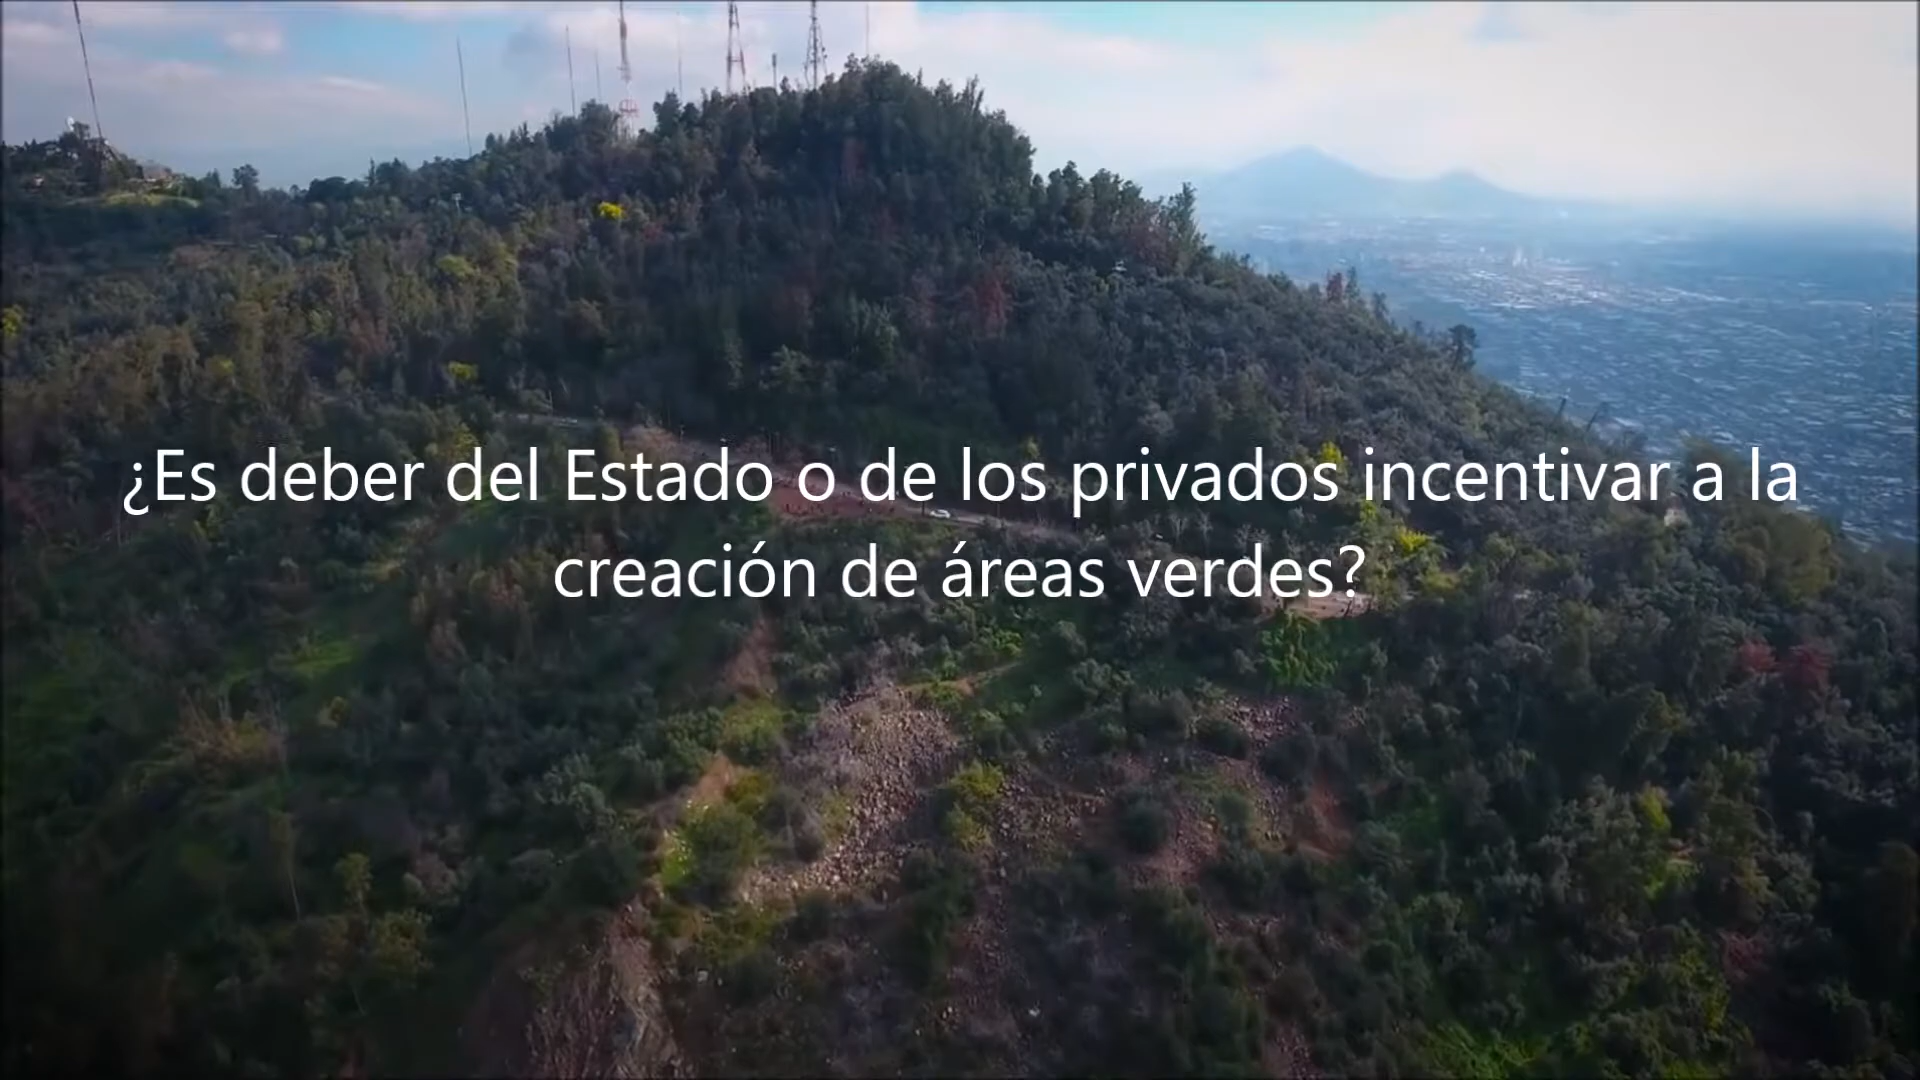 ¿Es deber del Estado o de los privados incentivar a la
creación de áreas verdes?